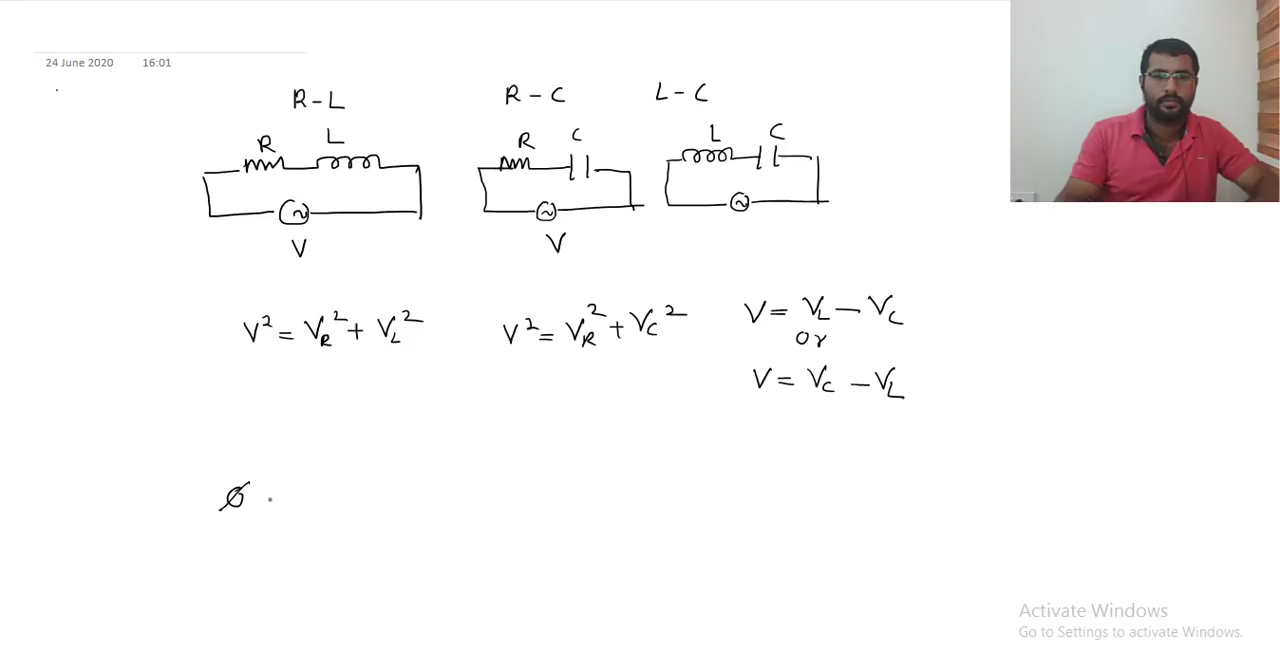 24 June 2020 16:01
R-L R-C L-C
R L R C L C
~ ~ ~
V V
V² = V_R² + V_L² V² = V_R² + V_C² V = V_L - V_C
or
V = V_C - V_L
Ø
Activate Windows
Go to Settings to activate Windows.